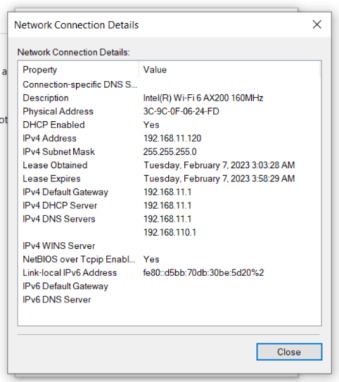 Network Connection Details
Network Connection Details:
Property Value
Connection-specific DNS S...
Description Intel(R) Wi-Fi 6 AX200 160MHz
Physical Address 3C-9C-0F-06-24-FD
DHCP Enabled Yes
IPv4 Address 192.168.11.120
IPv4 Subnet Mask 255.255.255.0
Lease Obtained Tuesday, February 7, 2023 3:03:28 AM
Lease Expires Tuesday, February 7, 2023 3:58:29 AM
IPv4 Default Gateway 192.168.11.1
IPv4 DHCP Server 192.168.11.1
IPv4 DNS Servers 192.168.11.1
192.168.110.1
IPv4 WINS Server
NetBIOS over Tcpip Enabl... Yes
Link-local IPv6 Address fe80::d5bb:70db:30be:5d20%2
IPv6 Default Gateway
IPv6 DNS Server
Close